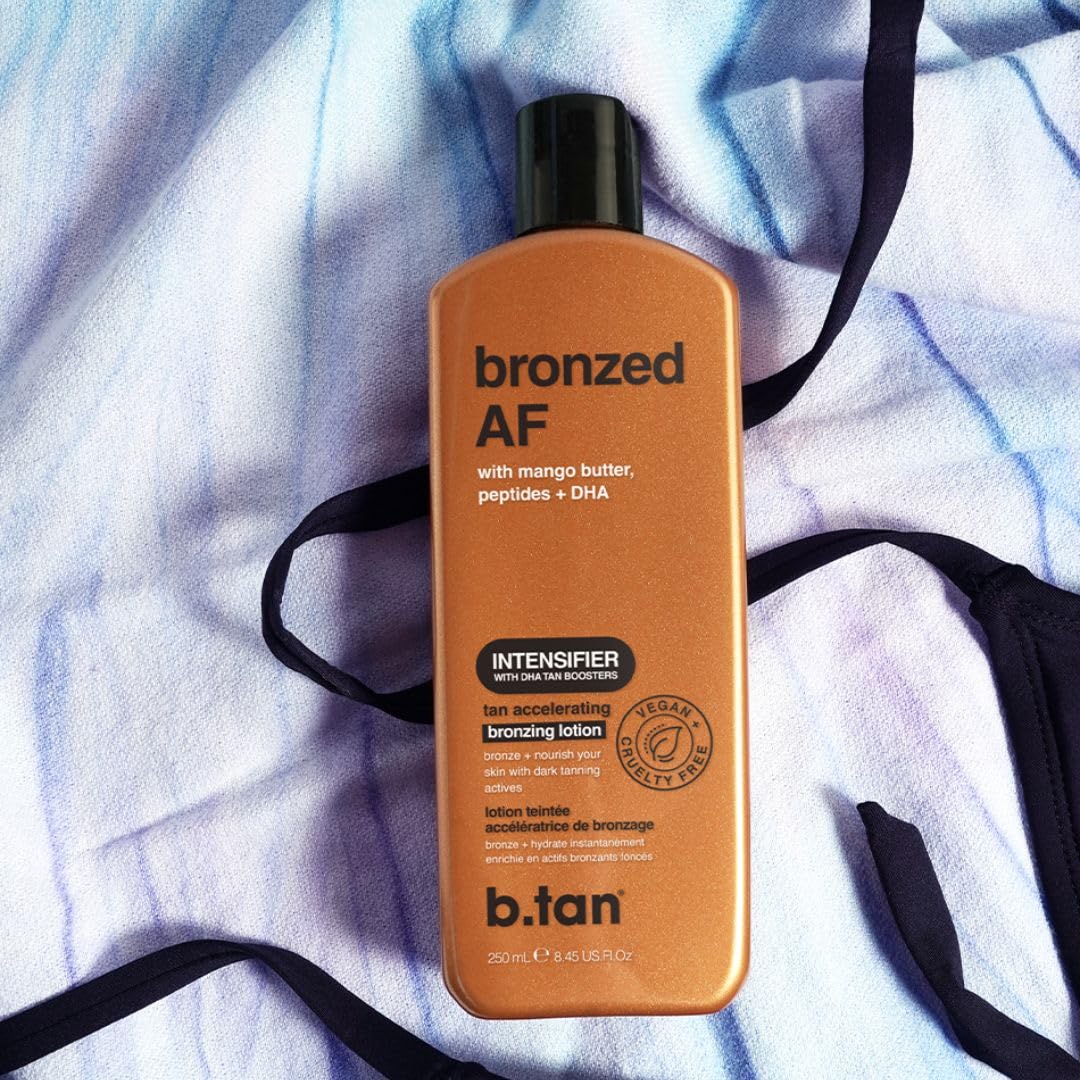 bronzed
AF
with mango butter,
peptides + DHA
INTENSIFIER
WITH DHA TAN BOOSTERS
tan accelerating
bronzing lotion
VEGAN +
CRUELTY FREE
bronze + nourish your
skin with dark tanning
actives
lotion teintée
accélératrice de bronzage
bronze + hydrate instantanément
enrichie en actifs bronzants foncés
b.tan®
250 mL ℮ 8.45 US.Fl.Oz